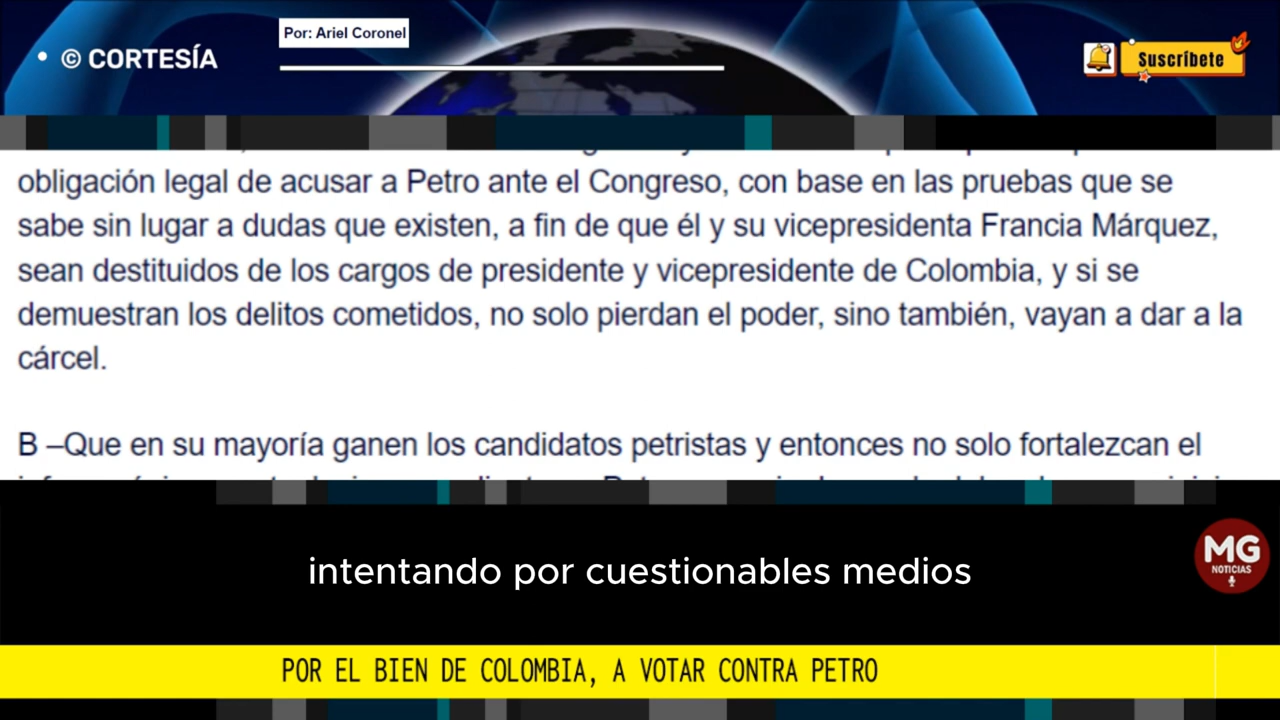 Por: Ariel Coronel
• © CORTESÍA
Suscríbete
obligación legal de acusar a Petro ante el Congreso, con base en las pruebas que se
sabe sin lugar a dudas que existen, a fin de que él y su vicepresidenta Francia Márquez,
sean destituidos de los cargos de presidente y vicepresidente de Colombia, y si se
demuestran los delitos cometidos, no solo pierdan el poder, sino también, vayan a dar a la
cárcel.
B –Que en su mayoría ganen los candidatos petristas y entonces no solo fortalezcan el
intentando por cuestionables medios
MG
NOTICIAS
POR EL BIEN DE COLOMBIA, A VOTAR CONTRA PETRO